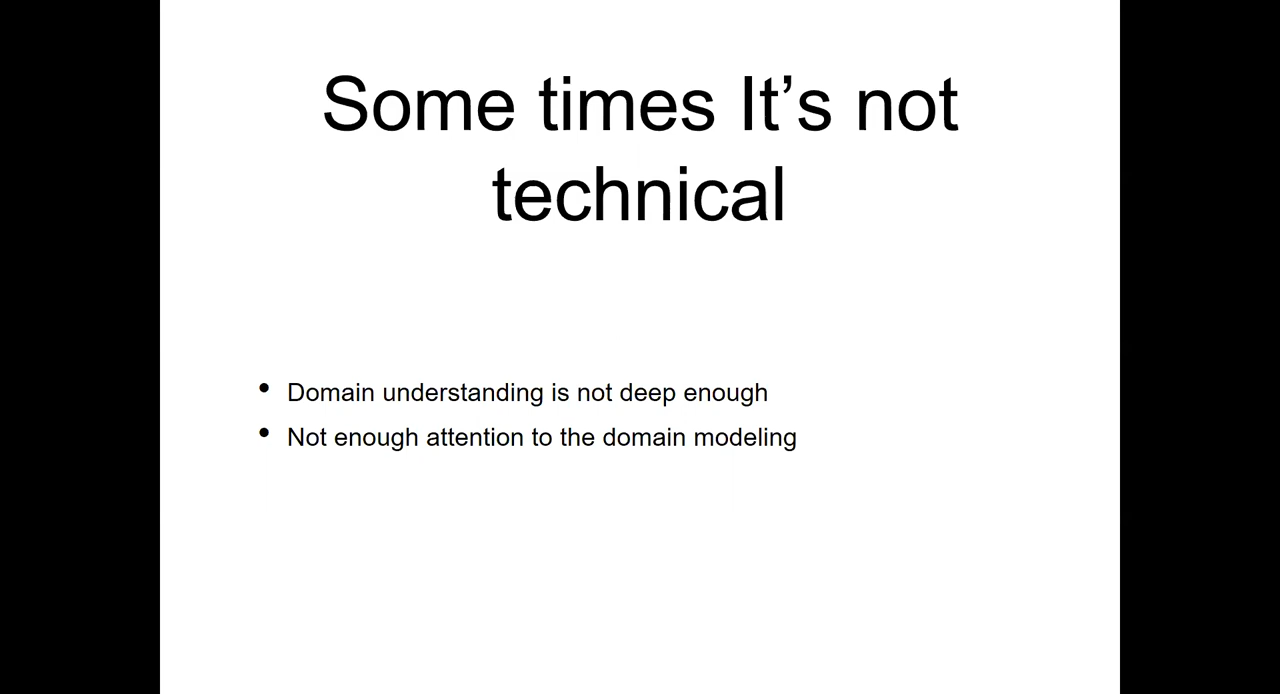 Some times It’s not
technical
• Domain understanding is not deep enough
• Not enough attention to the domain modeling